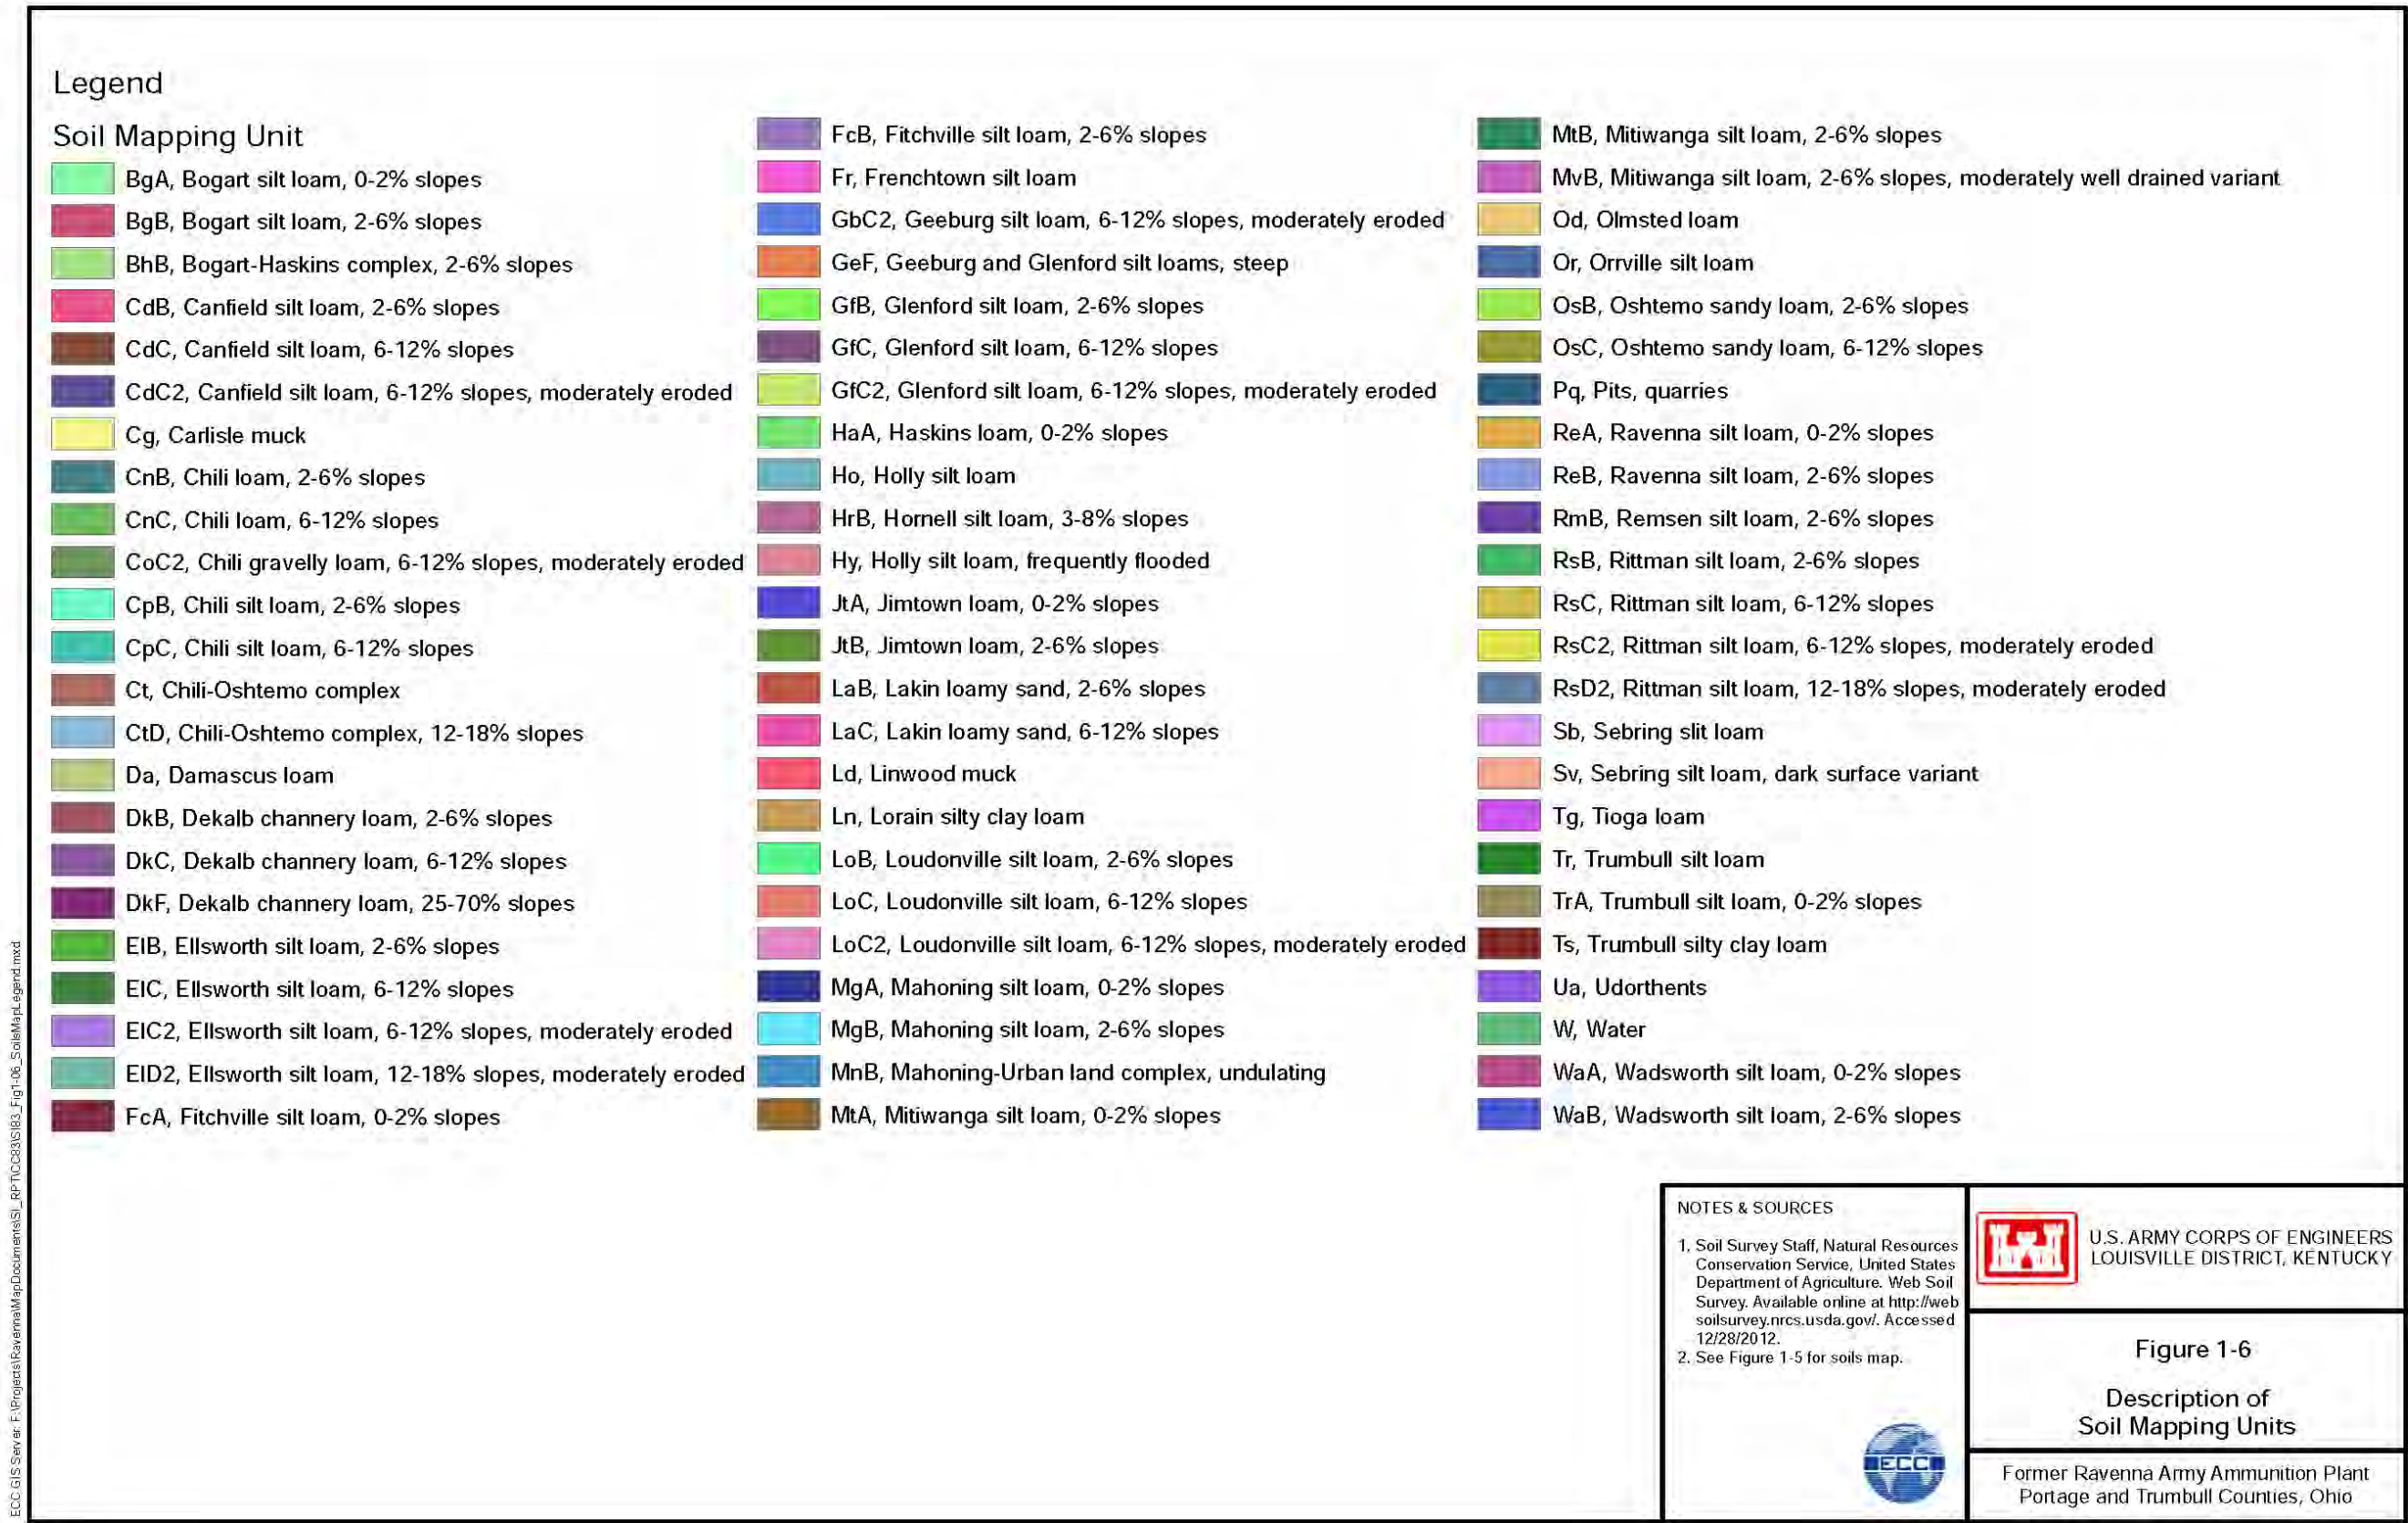 Legend
Soil Mapping Unit
BgA, Bogart silt loam, 0-2% slopes
BgB, Bogart silt loam, 2-6% slopes
BhB, Bogart-Haskins complex, 2-6% slopes
CdB, Canfield silt loam, 2-6% slopes
CdC, Canfield silt loam, 6-12% slopes
CdC2, Canfield silt loam, 6-12% slopes, moderately eroded
Cg, Carlisle muck
CnB, Chili loam, 2-6% slopes
CnC, Chili loam, 6-12% slopes
CoC2, Chili gravelly loam, 6-12% slopes, moderately eroded
CpB, Chili silt loam, 2-6% slopes
CpC, Chili silt loam, 6-12% slopes
Ct, Chili-Oshtemo complex
CtD, Chili-Oshtemo complex, 12-18% slopes
Da, Damascus loam
DkB, Dekalb channery loam, 2-6% slopes
DkC, Dekalb channery loam, 6-12% slopes
DkF, Dekalb channery loam, 25-70% slopes
ElB, Ellsworth silt loam, 2-6% slopes
ElC, Ellsworth silt loam, 6-12% slopes
ElC2, Ellsworth silt loam, 6-12% slopes, moderately eroded
ElD2, Ellsworth silt loam, 12-18% slopes, moderately eroded
FcA, Fitchville silt loam, 0-2% slopes
FcB, Fitchville silt loam, 2-6% slopes
Fr, Frenchtown silt loam
GbC2, Geeburg silt loam, 6-12% slopes, moderately eroded
GeF, Geeburg and Glenford silt loams, steep
GfB, Glenford silt loam, 2-6% slopes
GfC, Glenford silt loam, 6-12% slopes
GfC2, Glenford silt loam, 6-12% slopes, moderately eroded
HaA, Haskins loam, 0-2% slopes
Ho, Holly silt loam
HrB, Hornell silt loam, 3-8% slopes
Hy, Holly silt loam, frequently flooded
JtA, Jimtown loam, 0-2% slopes
JtB, Jimtown loam, 2-6% slopes
LaB, Lakin loamy sand, 2-6% slopes
LaC, Lakin loamy sand, 6-12% slopes
Ld, Linwood muck
Ln, Lorain silty clay loam
LoB, Loudonville silt loam, 2-6% slopes
LoC, Loudonville silt loam, 6-12% slopes
LoC2, Loudonville silt loam, 6-12% slopes, moderately eroded
MgA, Mahoning silt loam, 0-2% slopes
MgB, Mahoning silt loam, 2-6% slopes
MnB, Mahoning-Urban land complex, undulating
MtA, Mitiwanga silt loam, 0-2% slopes
MtB, Mitiwanga silt loam, 2-6% slopes
MvB, Mitiwanga silt loam, 2-6% slopes, moderately well drained variant
Od, Olmsted loam
Or, Orrville silt loam
OsB, Oshtemo sandy loam, 2-6% slopes
OsC, Oshtemo sandy loam, 6-12% slopes
Pq, Pits, quarries
ReA, Ravenna silt loam, 0-2% slopes
ReB, Ravenna silt loam, 2-6% slopes
RmB, Remsen silt loam, 2-6% slopes
RsB, Rittman silt loam, 2-6% slopes
RsC, Rittman silt loam, 6-12% slopes
RsC2, Rittman silt loam, 6-12% slopes, moderately eroded
RsD2, Rittman silt loam, 12-18% slopes, moderately eroded
Sb, Sebring slit loam
Sv, Sebring silt loam, dark surface variant
Tg, Tioga loam
Tr, Trumbull silt loam
TrA, Trumbull silt loam, 0-2% slopes
Ts, Trumbull silty clay loam
Ua, Udorthents
W, Water
WaA, Wadsworth silt loam, 0-2% slopes
WaB, Wadsworth silt loam, 2-6% slopes
NOTES & SOURCES
1. Soil Survey Staff, Natural Resources
Conservation Service, United States
Department of Agriculture. Web Soil
Survey. Available online at http://web
soilsurvey.nrcs.usda.gov/. Accessed
12/28/2012.
2. See Figure 1-5 for soils map.
ECC
U.S. ARMY CORPS OF ENGINEERS
LOUISVILLE DISTRICT, KENTUCKY
Figure 1-6
Description of
Soil Mapping Units
Former Ravenna Army Ammunition Plant
Portage and Trumbull Counties, Ohio
ECC GIS Server: F:\Projects\Ravenna\MapDocuments\SI_RPT\CC83\SI83_Fig1-06_SoilsMapLegend.mxd